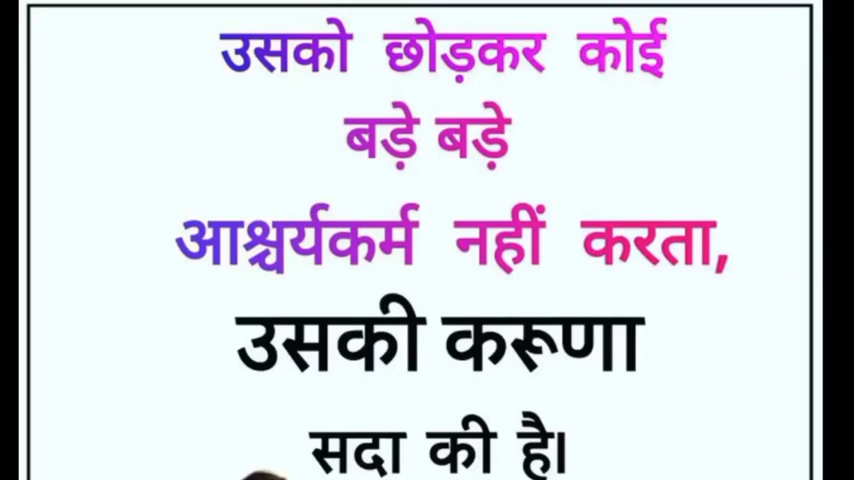 उसको छोड़कर कोई
बड़े बड़े
आश्चर्यकर्म नहीं करता,
उसकी करूणा
सदा की है।